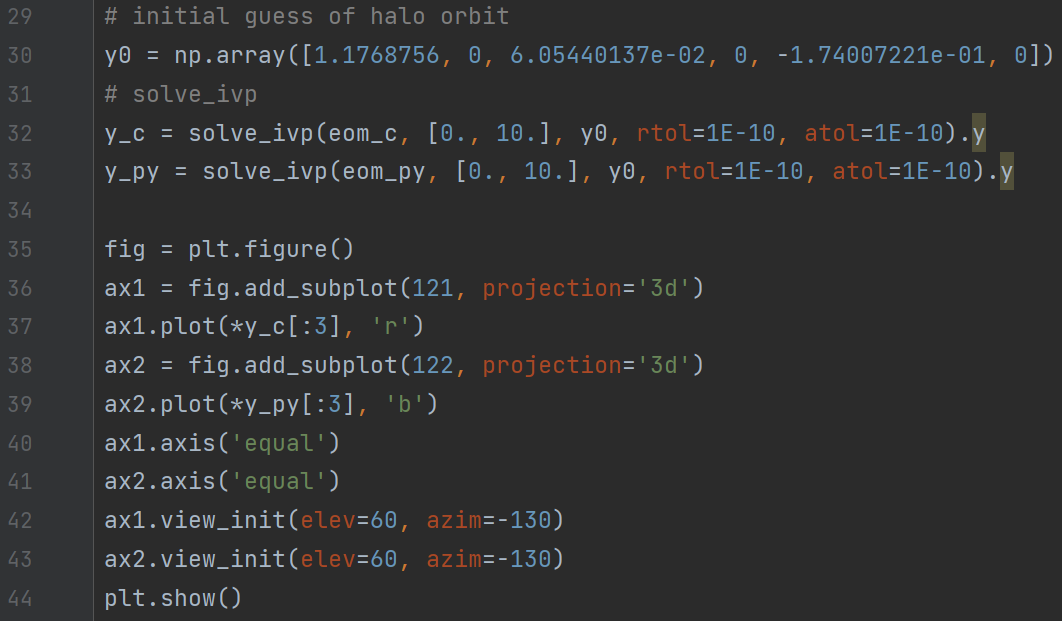 29 # initial guess of halo orbit
30 y0 = np.array([1.1768756, 0, 6.05440137e-02, 0, -1.74007221e-01, 0])
31 # solve_ivp
32 y_c = solve_ivp(eom_c, [0., 10.], y0, rtol=1E-10, atol=1E-10).y
33 y_py = solve_ivp(eom_py, [0., 10.], y0, rtol=1E-10, atol=1E-10).y
34
35 fig = plt.figure()
36 ax1 = fig.add_subplot(121, projection='3d')
37 ax1.plot(*y_c[:3], 'r')
38 ax2 = fig.add_subplot(122, projection='3d')
39 ax2.plot(*y_py[:3], 'b')
40 ax1.axis('equal')
41 ax2.axis('equal')
42 ax1.view_init(elev=60, azim=-130)
43 ax2.view_init(elev=60, azim=-130)
44 plt.show()